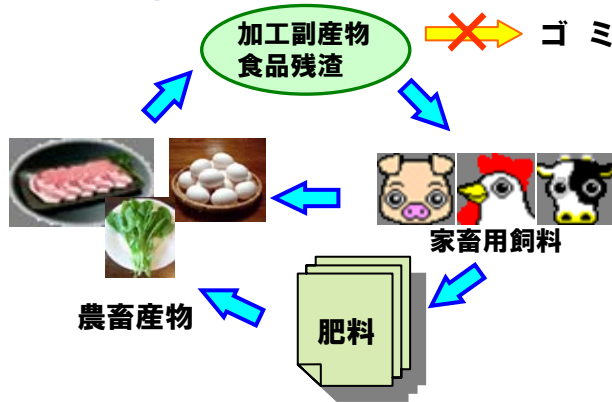 加工副産物
食品残渣
ゴミ
家畜用飼料
肥料
農畜産物